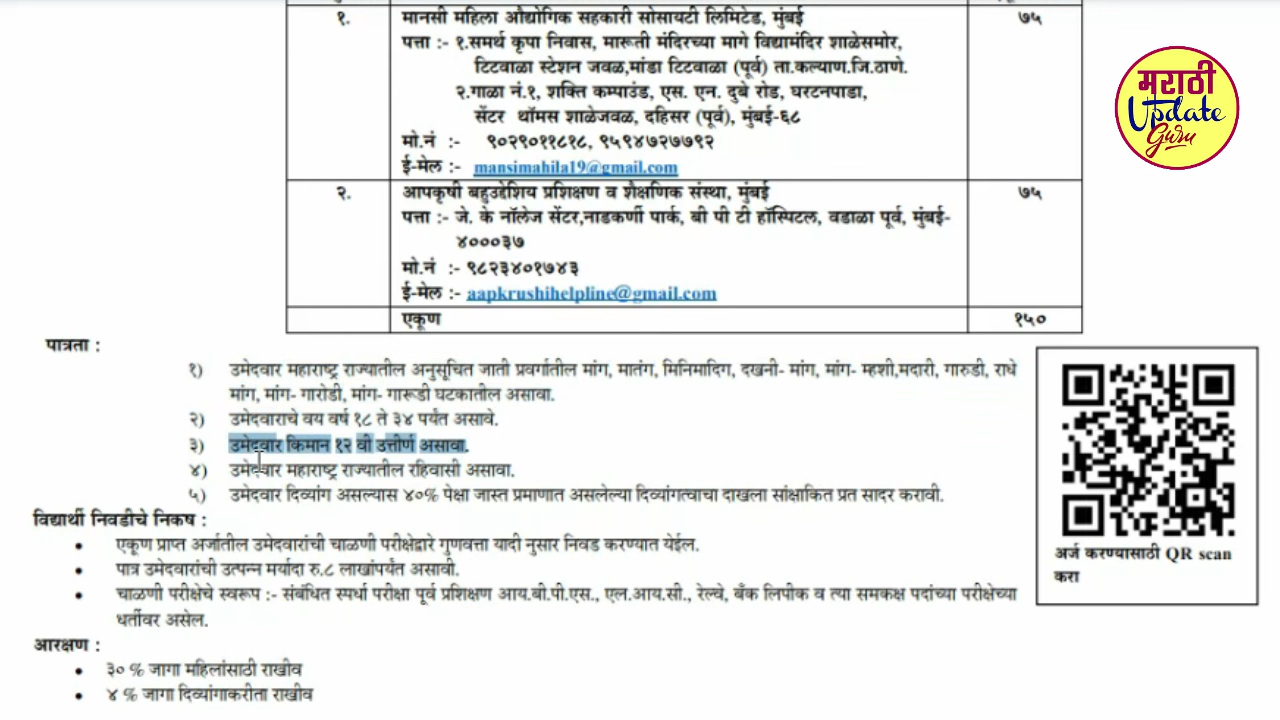 १. मानसी महिला औद्योगिक सहकारी सोसायटी लिमिटेड, मुंबई ७५
पत्ता :- १.समर्थ कृपा निवास, मारूती मंदिरच्या मागे विद्यामंदिर शाळेसमोर,
टिटवाळा स्टेशन जवळ,मांडा टिटवाळा (पूर्व) ता.कल्याण.जि.ठाणे.
२.गाळा नं.१, शक्ति कम्पाउंड, एस. एन. दुबे रोड, घरटनपाडा,
सेंटर थॉमस शाळेजवळ, दहिसर (पूर्व), मुंबई-६८
मो.नं :- ९०२९०११८१८, ९५९४७२७७९२
ई-मेल :- mansimahila19@gmail.com
२. आपकृषी बहुउद्देशिय प्रशिक्षण व शैक्षणिक संस्था, मुंबई ७५
पत्ता :- जे. के नॉलेज सेंटर,नाडकर्णी पार्क, बी पी टी हॉस्पिटल, वडाळा पूर्व, मुंबई-
४०००३७
मो.नं :- ९८२३४०१७४३
ई-मेल :- aapkrushihelpline@gmail.com
एकूण १५०
मराठी
Update
Guru
पात्रता :
१) उमेदवार महाराष्ट्र राज्यातील अनुसूचित जाती प्रवर्गातील मांग, मातंग, मिनिमादिग, दखनी- मांग, मांग- म्हशी,मदारी, गारुडी, राधे
मांग, मांग- गारोडी, मांग- गारूडी घटकातील असावा.
२) उमेदवाराचे वय वर्ष १८ ते ३४ पर्यंत असावे.
३) उमेदवार किमान १२ वी उत्तीर्ण असावा.
४) उमेदवार महाराष्ट्र राज्यातील रहिवासी असावा.
५) उमेदवार दिव्यांग असल्यास ४०% पेक्षा जास्त प्रमाणात असलेल्या दिव्यांगत्वाचा दाखला सांक्षाकित प्रत सादर करावी.
विद्यार्थी निवडीचे निकष :
• एकूण प्राप्त अर्जातील उमेदवारांची चाळणी परीक्षेद्वारे गुणवत्ता यादी नुसार निवड करण्यात येईल.
• पात्र उमेदवारांची उत्पन्न मर्यादा रु.८ लाखांपर्यंत असावी.
• चाळणी परीक्षेचे स्वरूप :- संबंधित स्पर्धा परीक्षा पूर्व प्रशिक्षण आय.बी.पी.एस., एल.आय.सी., रेल्वे, बँक लिपीक व त्या समकक्ष पदांच्या परीक्षेच्या
धर्तीवर असेल.
आरक्षण :
• ३० % जागा महिलांसाठी राखीव
• ४ % जागा दिव्यांगाकरीता राखीव
अर्ज करण्यासाठी QR scan
करा